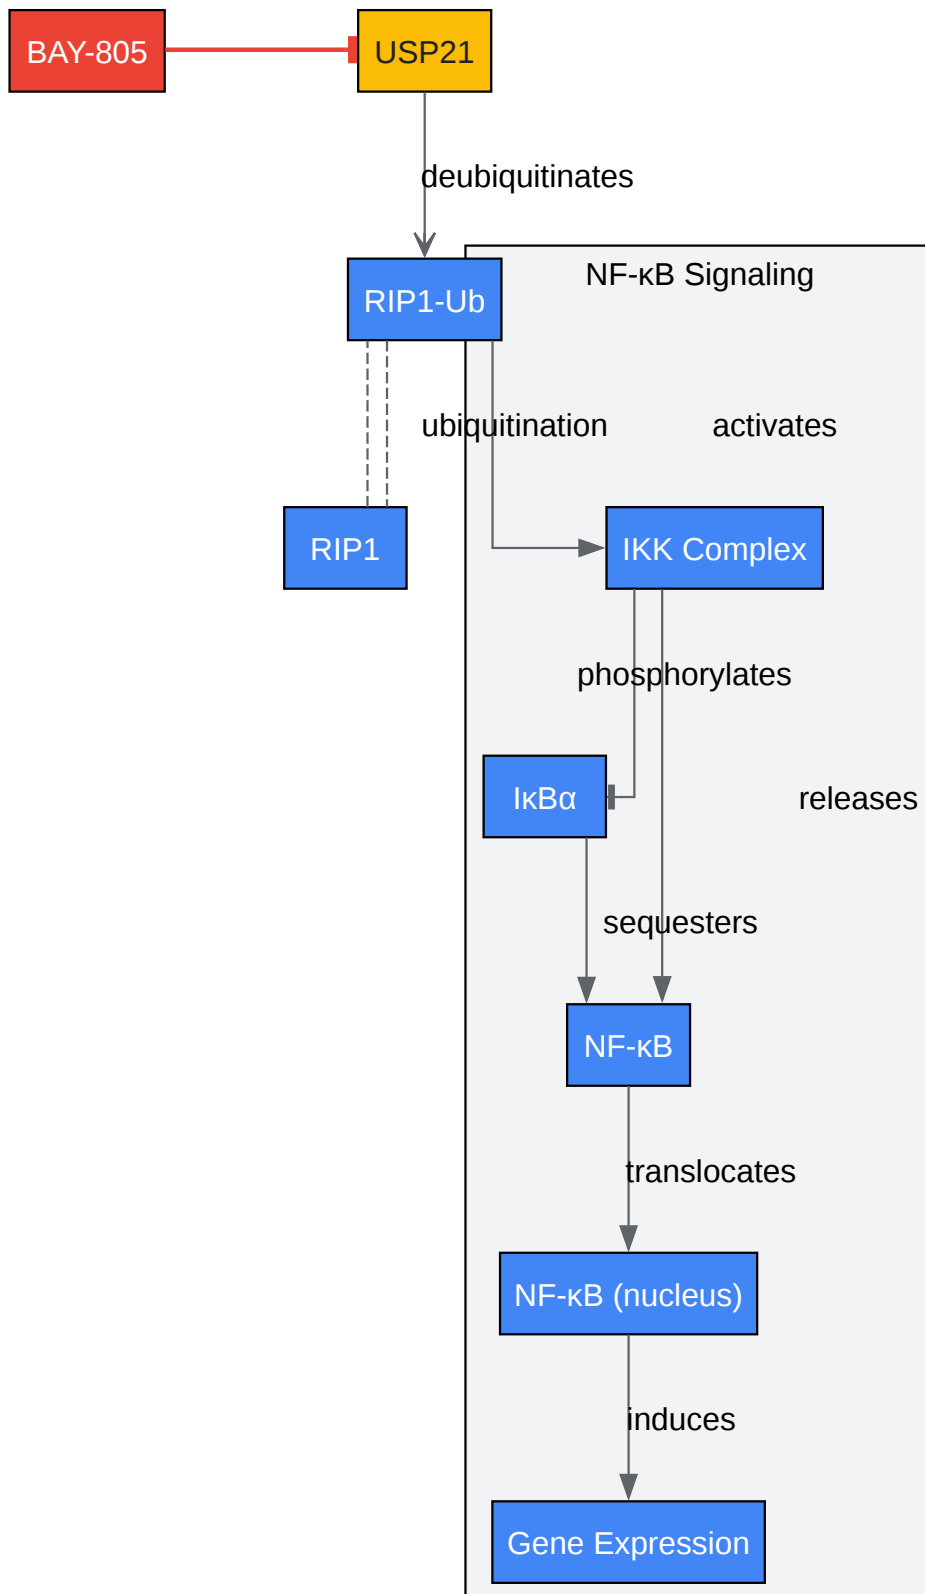 BAY-805
USP21
deubiquitinates
NF-κB Signaling
RIP1-Ub
ubiquitination
activates
RIP1
IKK Complex
phosphorylates
IκBα
releases
sequesters
NF-κB
translocates
NF-κB (nucleus)
induces
Gene Expression